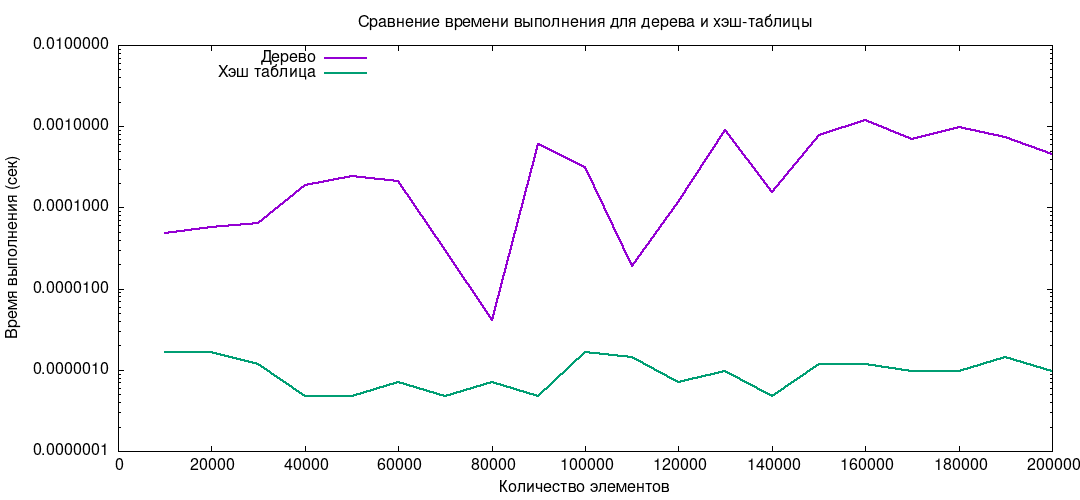 Сравнение времени выполнения для дерева и хэш-таблицы
Дерево
Хэш таблица
Время выполнения (сек)
0.0100000
0.0010000
0.0001000
0.0000100
0.0000010
0.0000001
0 20000 40000 60000 80000 100000 120000 140000 160000 180000 200000
Количество элементов